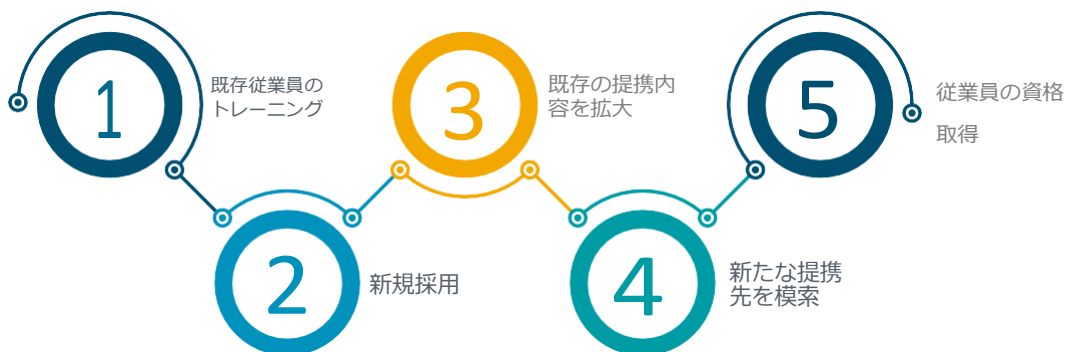 1
既存従業員の
トレーニング
2
新規採用
3
既存の提携内
容を拡大
4
新たな提携
先を模索
5
従業員の資格
取得